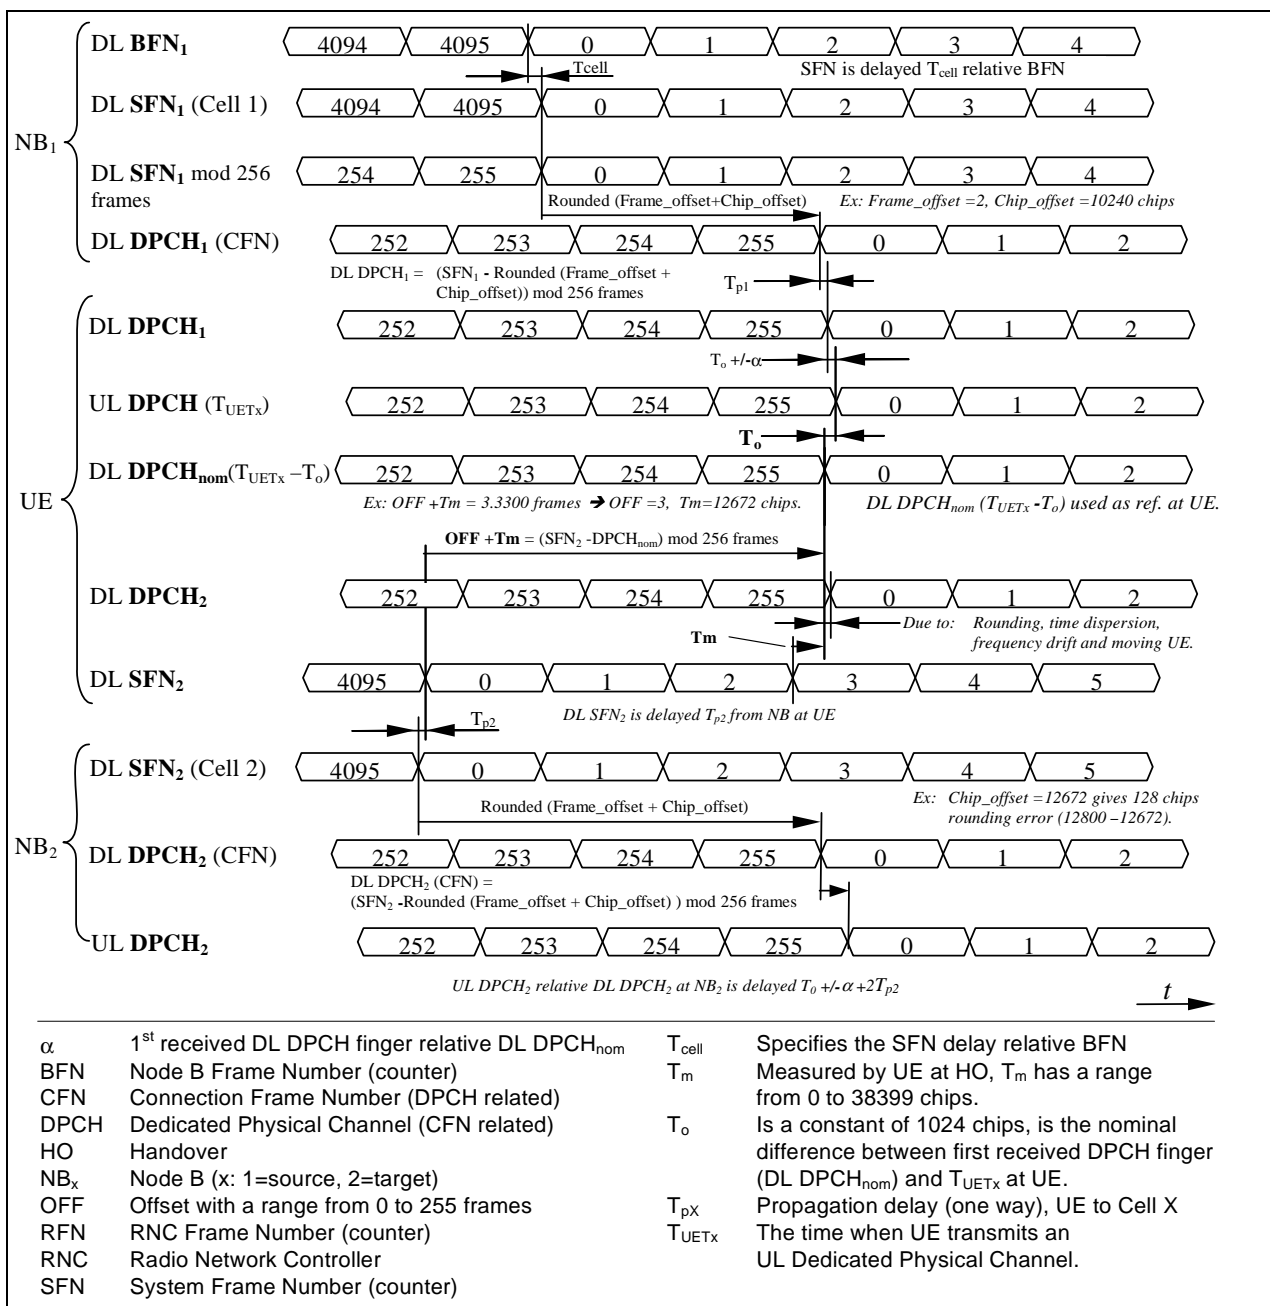 DL BFN1 4094 4095 0 1 2 3 4
Tcell SFN is delayed Tcell relative BFN
DL SFN1 (Cell 1) 4094 4095 0 1 2 3 4
NB1
DL SFN1 mod 256 254 255 0 1 2 3 4
frames Rounded (Frame_offset+Chip_offset) Ex: Frame_offset =2, Chip_offset =10240 chips
DL DPCH1 (CFN) 252 253 254 255 0 1 2
DL DPCH1 = (SFN1 - Rounded (Frame_offset +
Chip_offset)) mod 256 frames
Tp1
DL DPCH1 252 253 254 255 0 1 2
To +/-α
UL DPCH (TUETx) 252 253 254 255 0 1 2
To
DL DPCHnom(TUETx –To) 252 253 254 255 0 1 2
UE
Ex: OFF +Tm = 3.3300 frames ➔ OFF =3, Tm=12672 chips. DL DPCHnom (TUETx -To) used as ref. at UE.
OFF +Tm = (SFN2 -DPCHnom) mod 256 frames
DL DPCH2 252 253 254 255 0 1 2
Due to: Rounding, time dispersion,
Tm frequency drift and moving UE.
DL SFN2 4095 0 1 2 3 4 5
DL SFN2 is delayed Tp2 from NB at UE
Tp2
DL SFN2 (Cell 2) 4095 0 1 2 3 4 5
Rounded (Frame_offset + Chip_offset) Ex: Chip_offset =12672 gives 128 chips
rounding error (12800 –12672).
NB2
DL DPCH2 (CFN) 252 253 254 255 0 1 2
DL DPCH2 (CFN) =
(SFN2 -Rounded (Frame_offset + Chip_offset) ) mod 256 frames
UL DPCH2 252 253 254 255 0 1 2
UL DPCH2 relative DL DPCH2 at NB2 is delayed T0 +/-α +2Tp2
t
α 1st received DL DPCH finger relative DL DPCHnom
BFN Node B Frame Number (counter)
CFN Connection Frame Number (DPCH related)
DPCH Dedicated Physical Channel (CFN related)
HO Handover
NBx Node B (x: 1=source, 2=target)
OFF Offset with a range from 0 to 255 frames
RFN RNC Frame Number (counter)
RNC Radio Network Controller
SFN System Frame Number (counter)
Tcell Specifies the SFN delay relative BFN
Tm Measured by UE at HO, Tm has a range
from 0 to 38399 chips.
To Is a constant of 1024 chips, is the nominal
difference between first received DPCH finger
(DL DPCHnom) and TUETx at UE.
TpX Propagation delay (one way), UE to Cell X
TUETx The time when UE transmits an
UL Dedicated Physical Channel.